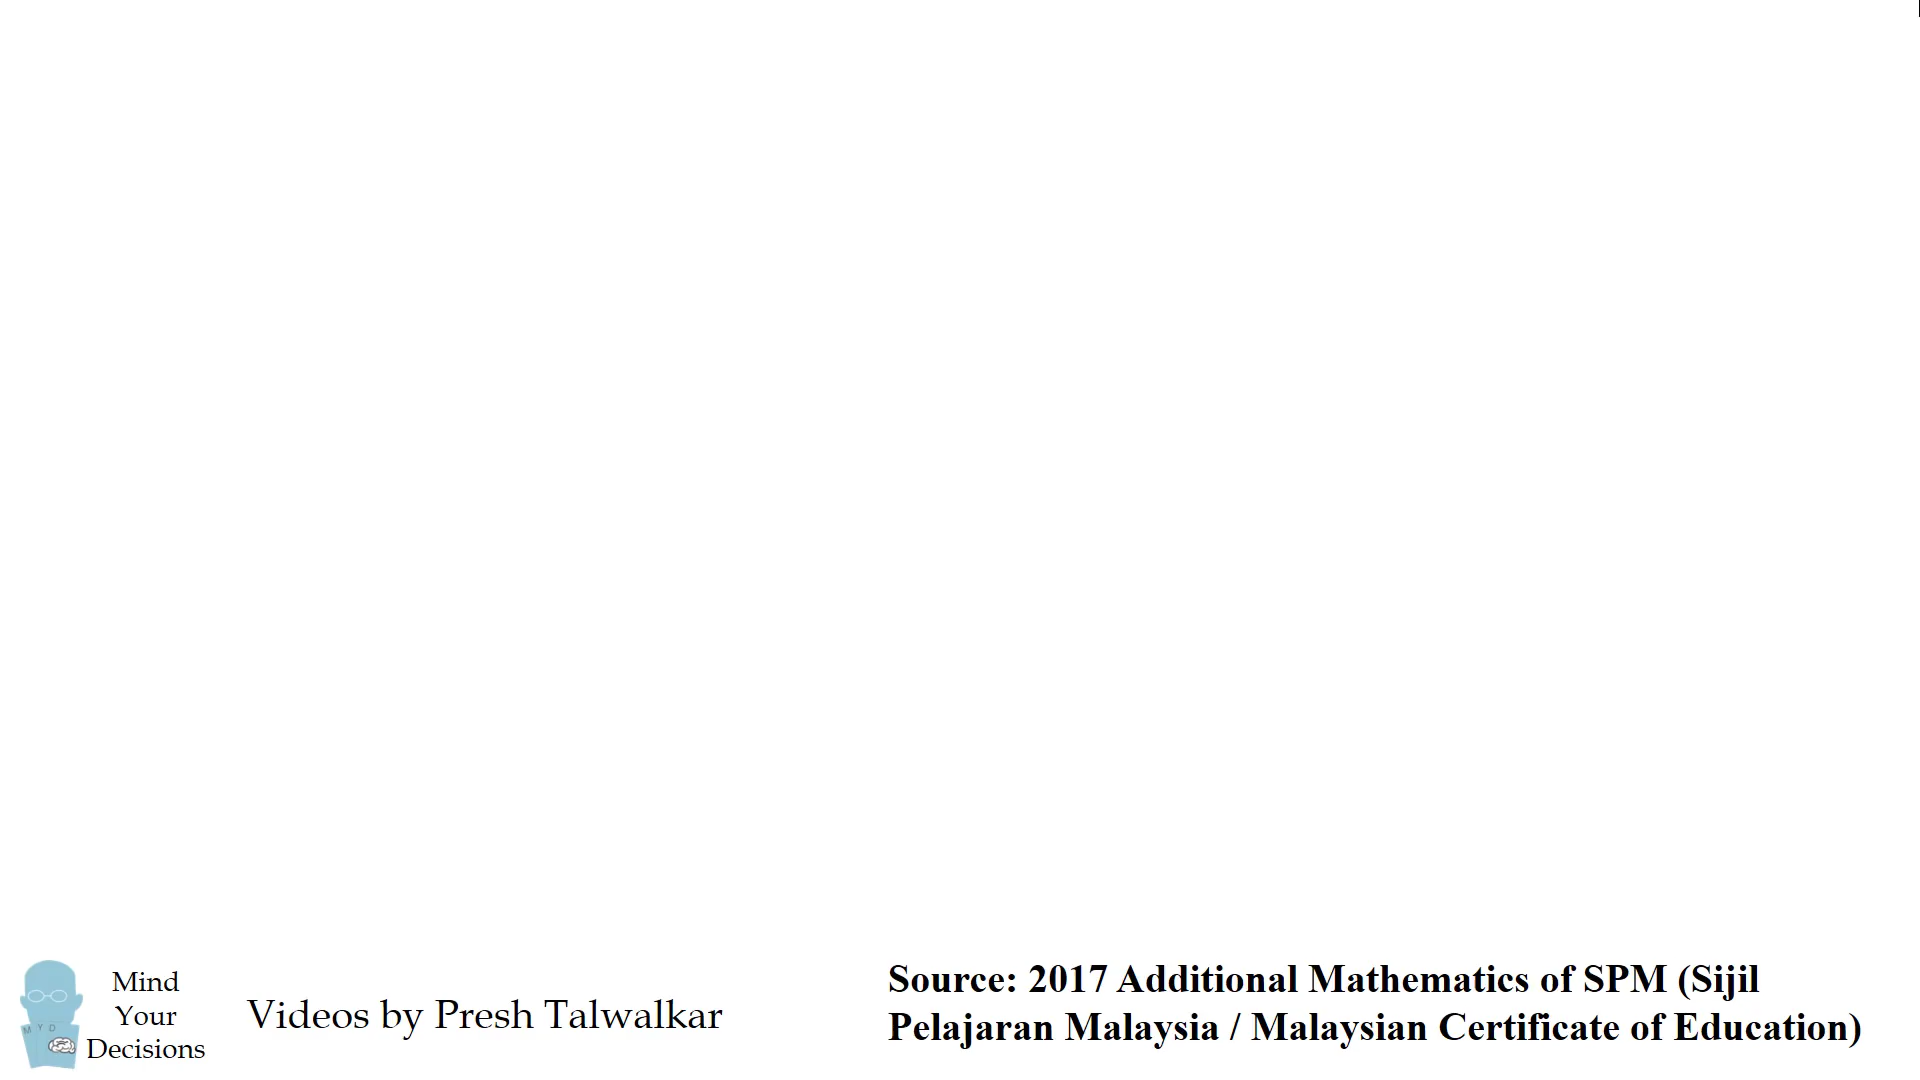 Mind
Your
Decisions
M Y D
Videos by Presh Talwalkar
Source: 2017 Additional Mathematics of SPM (Sijil
Pelajaran Malaysia / Malaysian Certificate of Education)